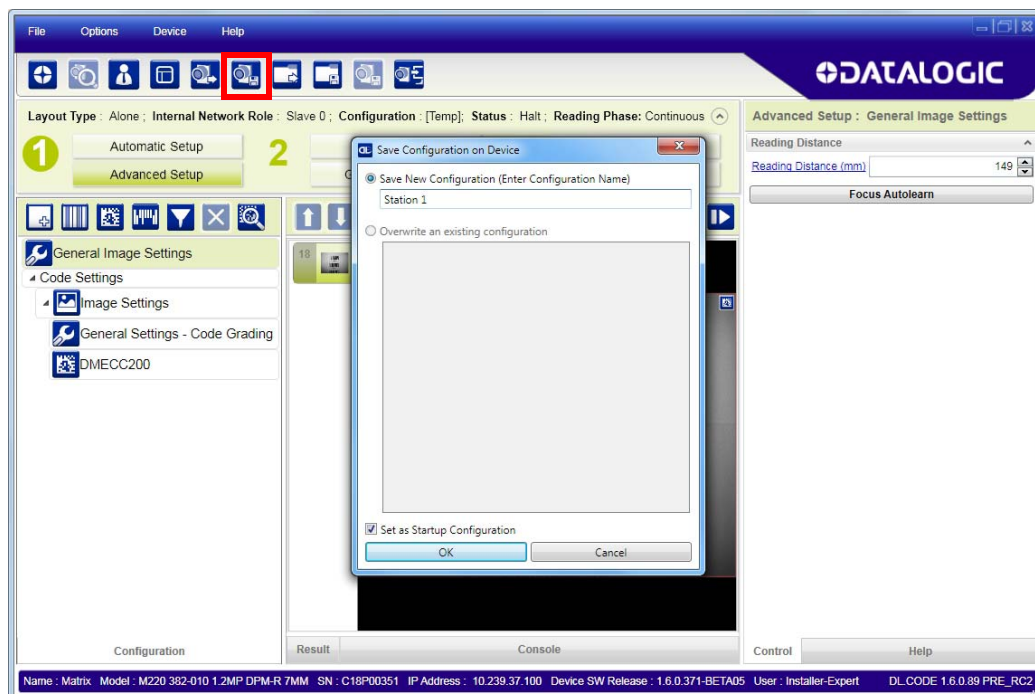 File Options Device Help
DATALOGIC
Layout Type : Alone ; Internal Network Role : Slave 0 ; Configuration : [Temp]; Status : Halt ; Reading Phase: Continuous
Advanced Setup : General Image Settings
1
Automatic Setup
Advanced Setup
2
G
Reading Distance
Reading Distance (mm) 149
Focus Autolearn
Save Configuration on Device
Save New Configuration (Enter Configuration Name)
Station 1
Overwrite an existing configuration
Set as Startup Configuration
OK Cancel
General Image Settings
Code Settings
Image Settings
General Settings - Code Grading
DMECC200
18
Configuration
Result Console
Control Help
Name : Matrix Model : M220 382-010 1.2MP DPM-R 7MM SN : C18P00351 IP Address : 10.239.37.100 Device SW Release : 1.6.0.371-BETA05 User : Installer-Expert DL.CODE 1.6.0.89 PRE_RC2